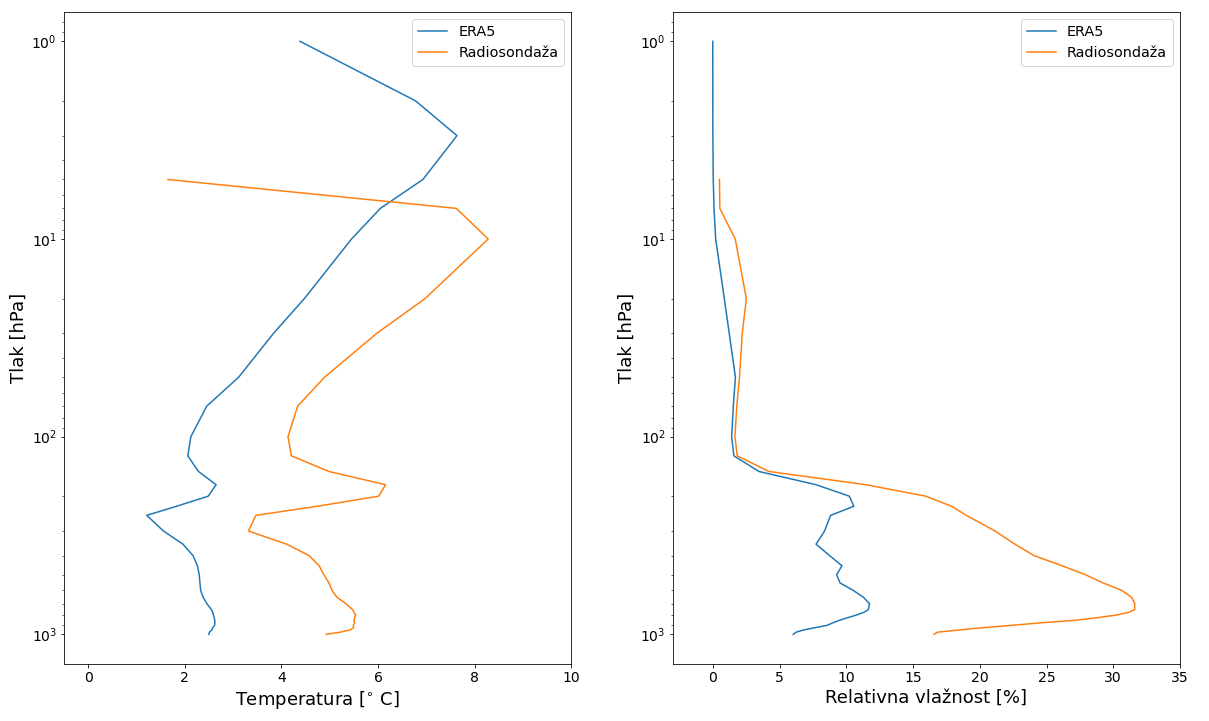 ERA5
Radiosondaža
10⁰
10¹
10²
10³
Tlak [hPa]
0 2 4 6 8 10
Temperatura [° C]
ERA5
Radiosondaža
10⁰
10¹
10²
10³
Tlak [hPa]
0 5 10 15 20 25 30 35
Relativna vlažnost [%]